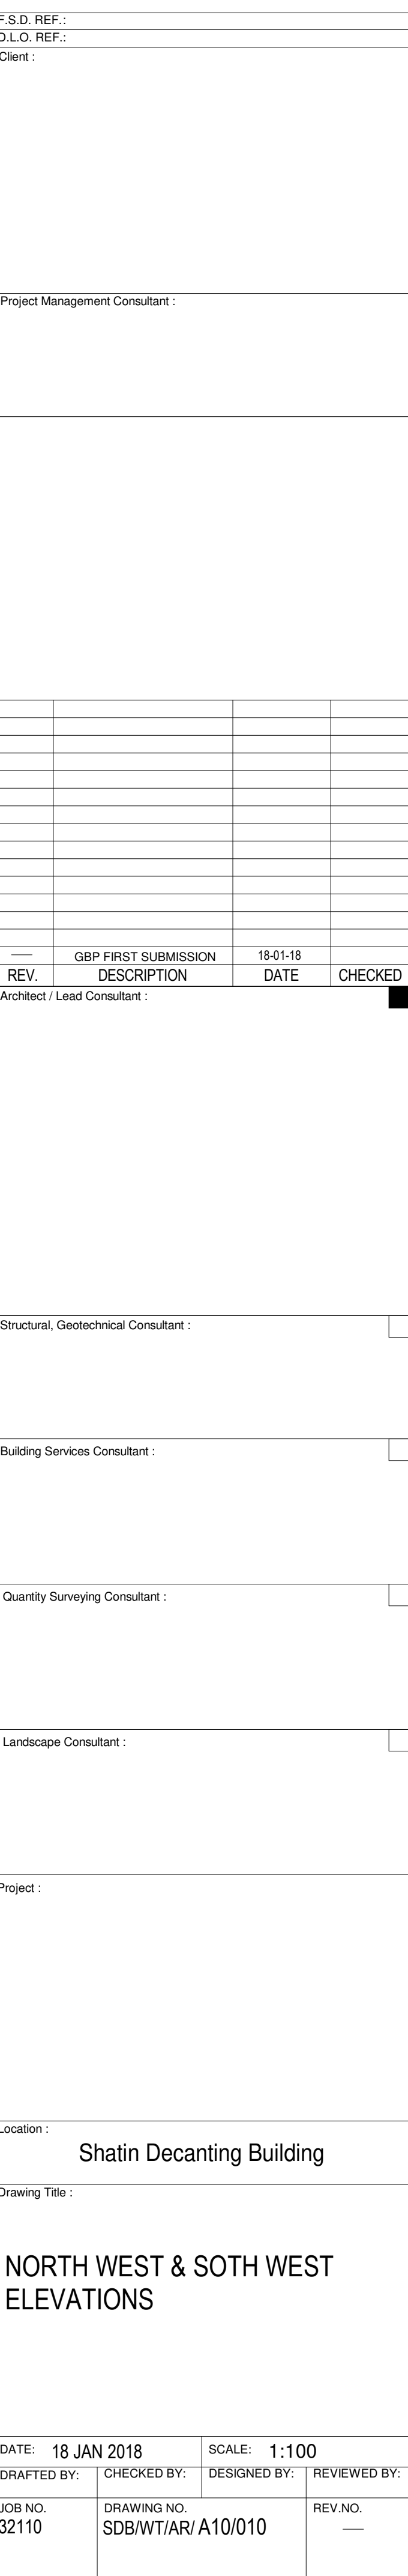 F.S.D. REF.:
D.L.O. REF.:
Client :
Project Management Consultant :
— GBP FIRST SUBMISSION 18-01-18
REV. DESCRIPTION DATE CHECKED
Architect / Lead Consultant :
Structural, Geotechnical Consultant :
Building Services Consultant :
Quantity Surveying Consultant :
Landscape Consultant :
Project :
Location :
Shatin Decanting Building
Drawing Title :
NORTH WEST & SOTH WEST
ELEVATIONS
DATE: 18 JAN 2018 SCALE: 1:100
DRAFTED BY: CHECKED BY: DESIGNED BY: REVIEWED BY:
JOB NO. DRAWING NO. REV.NO.
32110 SDB/WT/AR/ A10/010 —